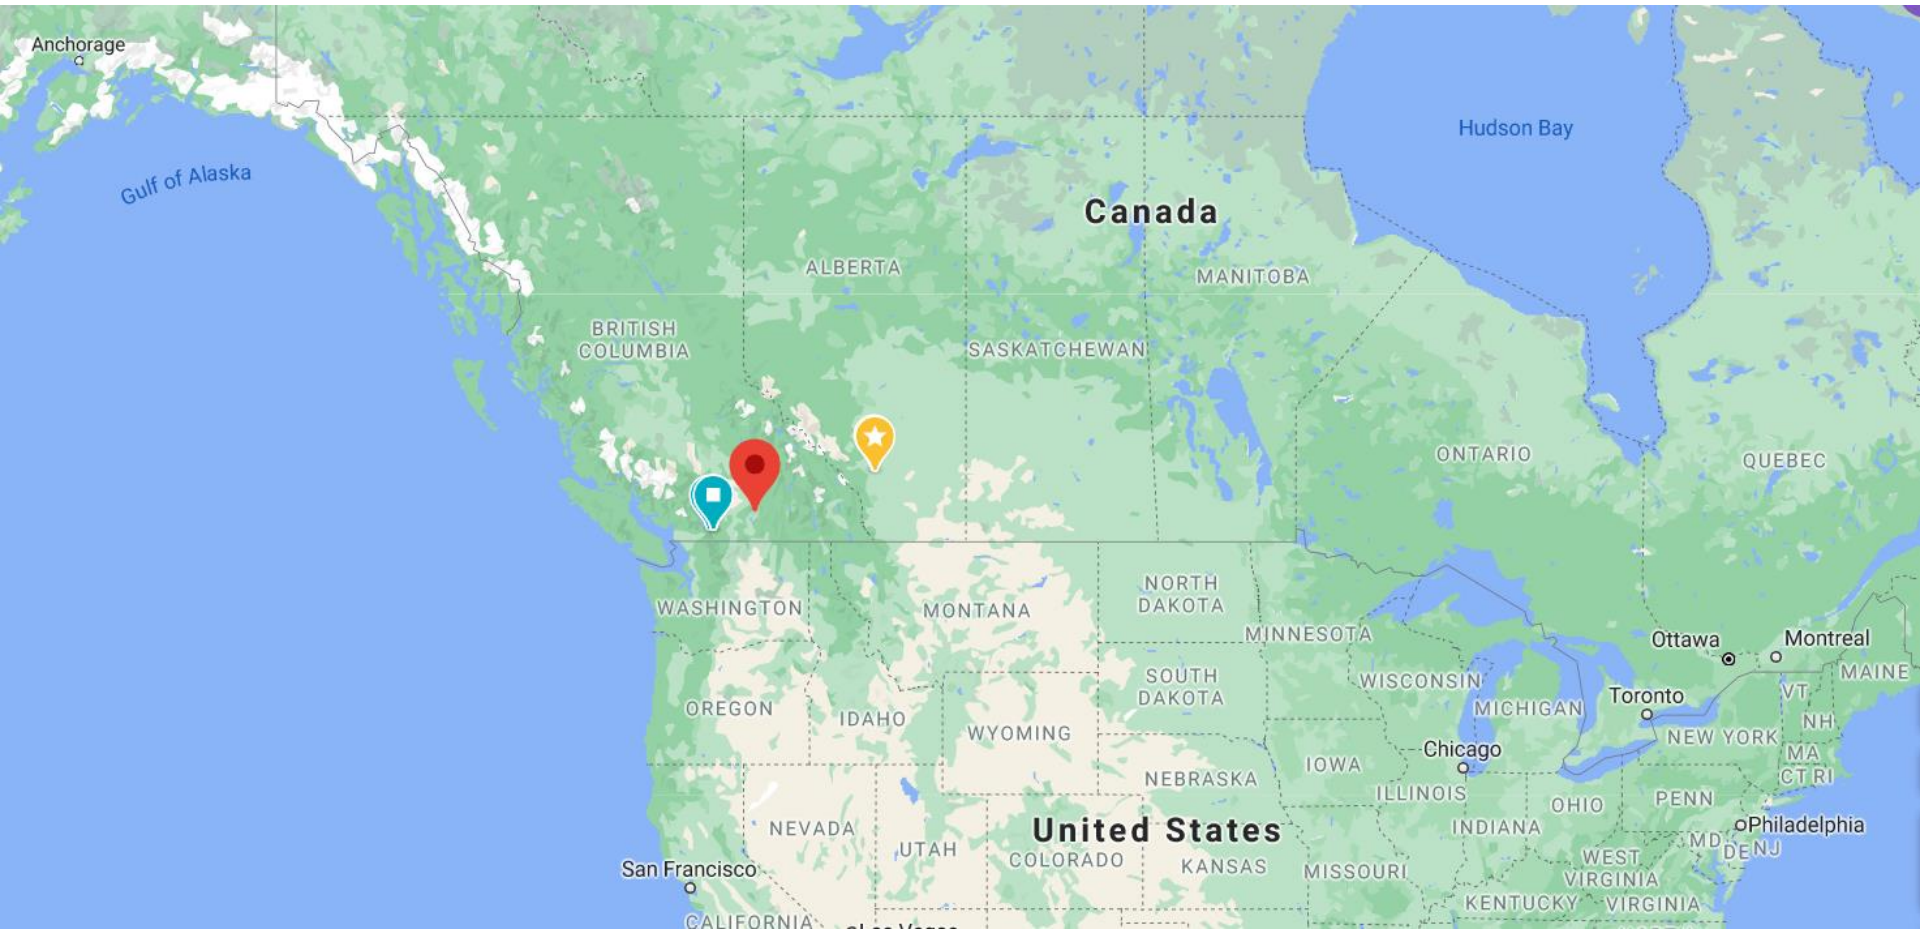 Anchorage
Gulf of Alaska
Hudson Bay
Canada
ALBERTA
MANITOBA
BRITISH
COLUMBIA
SASKATCHEWAN
ONTARIO
QUEBEC
WASHINGTON
MONTANA
NORTH
DAKOTA
MINNESOTA
Ottawa
Montreal
MAINE
SOUTH
DAKOTA
WISCONSIN
MICHIGAN
Toronto
VT
NH
OREGON
IDAHO
WYOMING
NEW YORK
Chicago
MA
CT RI
IOWA
NEBRASKA
ILLINOIS
OHIO
PENN
NEVADA
United States
INDIANA
Philadelphia
UTAH
COLORADO
KANSAS
MISSOURI
WEST
VIRGINIA
MD
DE
NJ
San Francisco
KENTUCKY
VIRGINIA
CALIFORNIA